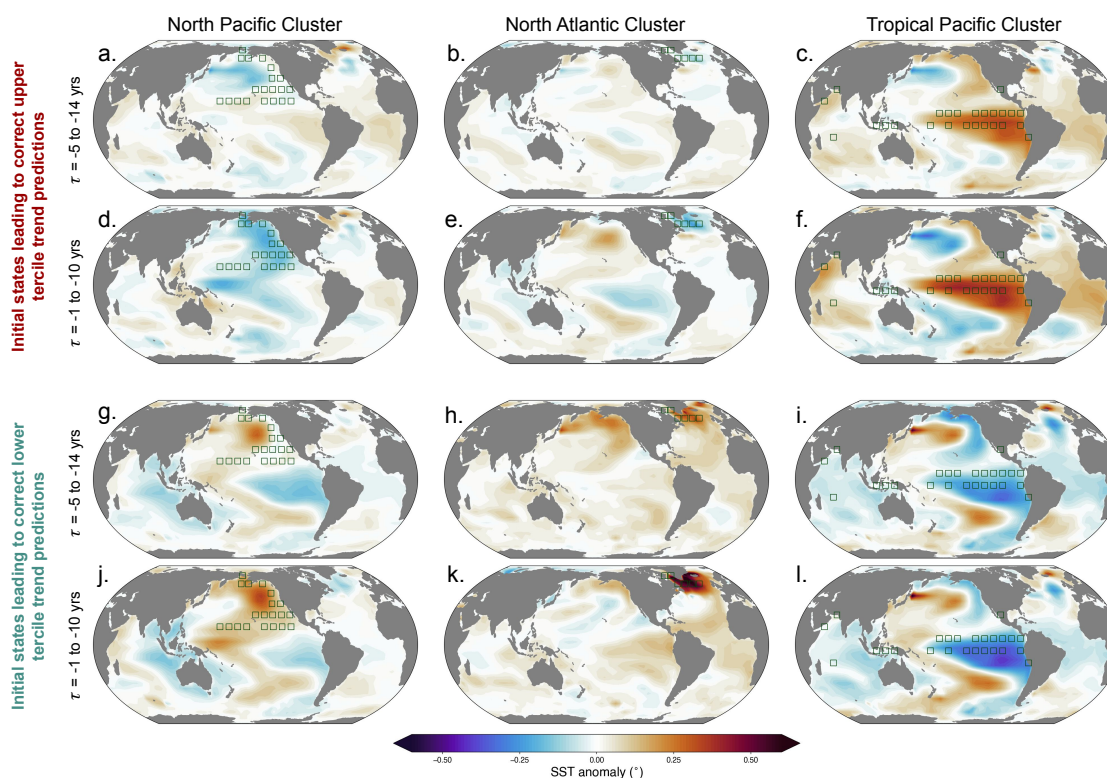 North Pacific Cluster
North Atlantic Cluster
Tropical Pacific Cluster
Initial states leading to correct upper
tercile trend predictions
τ = -5 to -14 yrs
a.
b.
c.
τ = -1 to -10 yrs
d.
e.
f.
Initial states leading to correct lower
tercile trend predictions
τ = -5 to -14 yrs
g.
h.
i.
τ = -1 to -10 yrs
j.
k.
l.
−0.50
−0.25
0.00
0.25
0.50
SST anomaly (°)